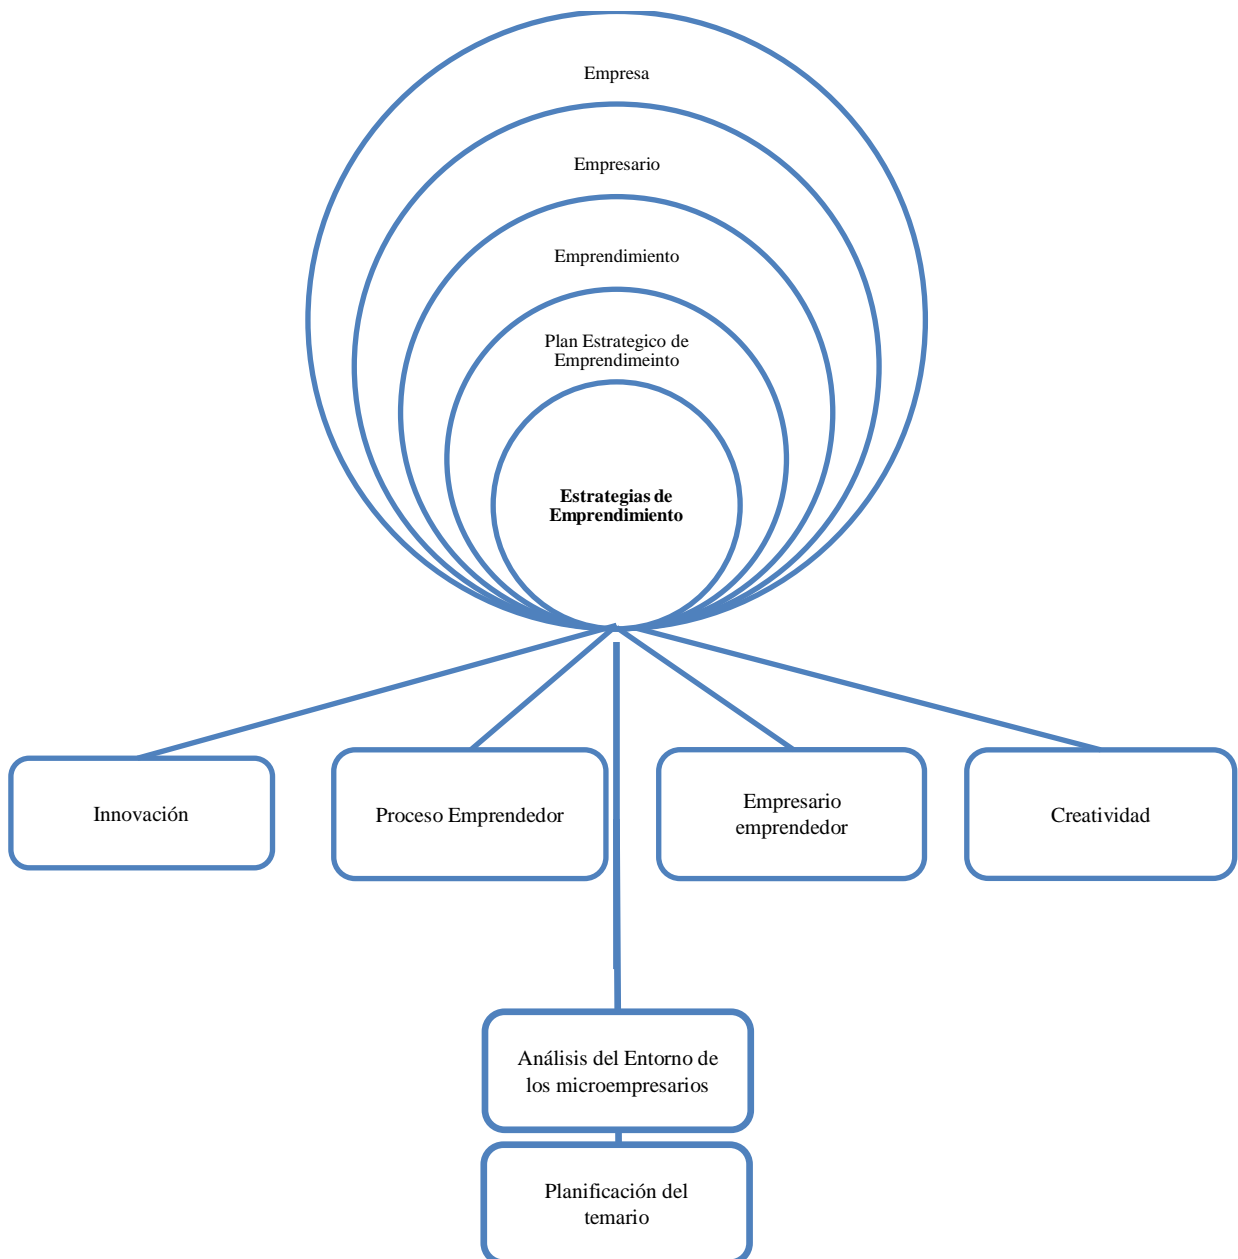 Empresa
Empresario
Emprendimiento
Plan Estrategico de
Emprendimeinto
Estrategias de
Emprendimiento
Innovación
Proceso Emprendedor
Empresario
emprendedor
Creatividad
Análisis del Entorno de
los microempresarios
Planificación del
temario